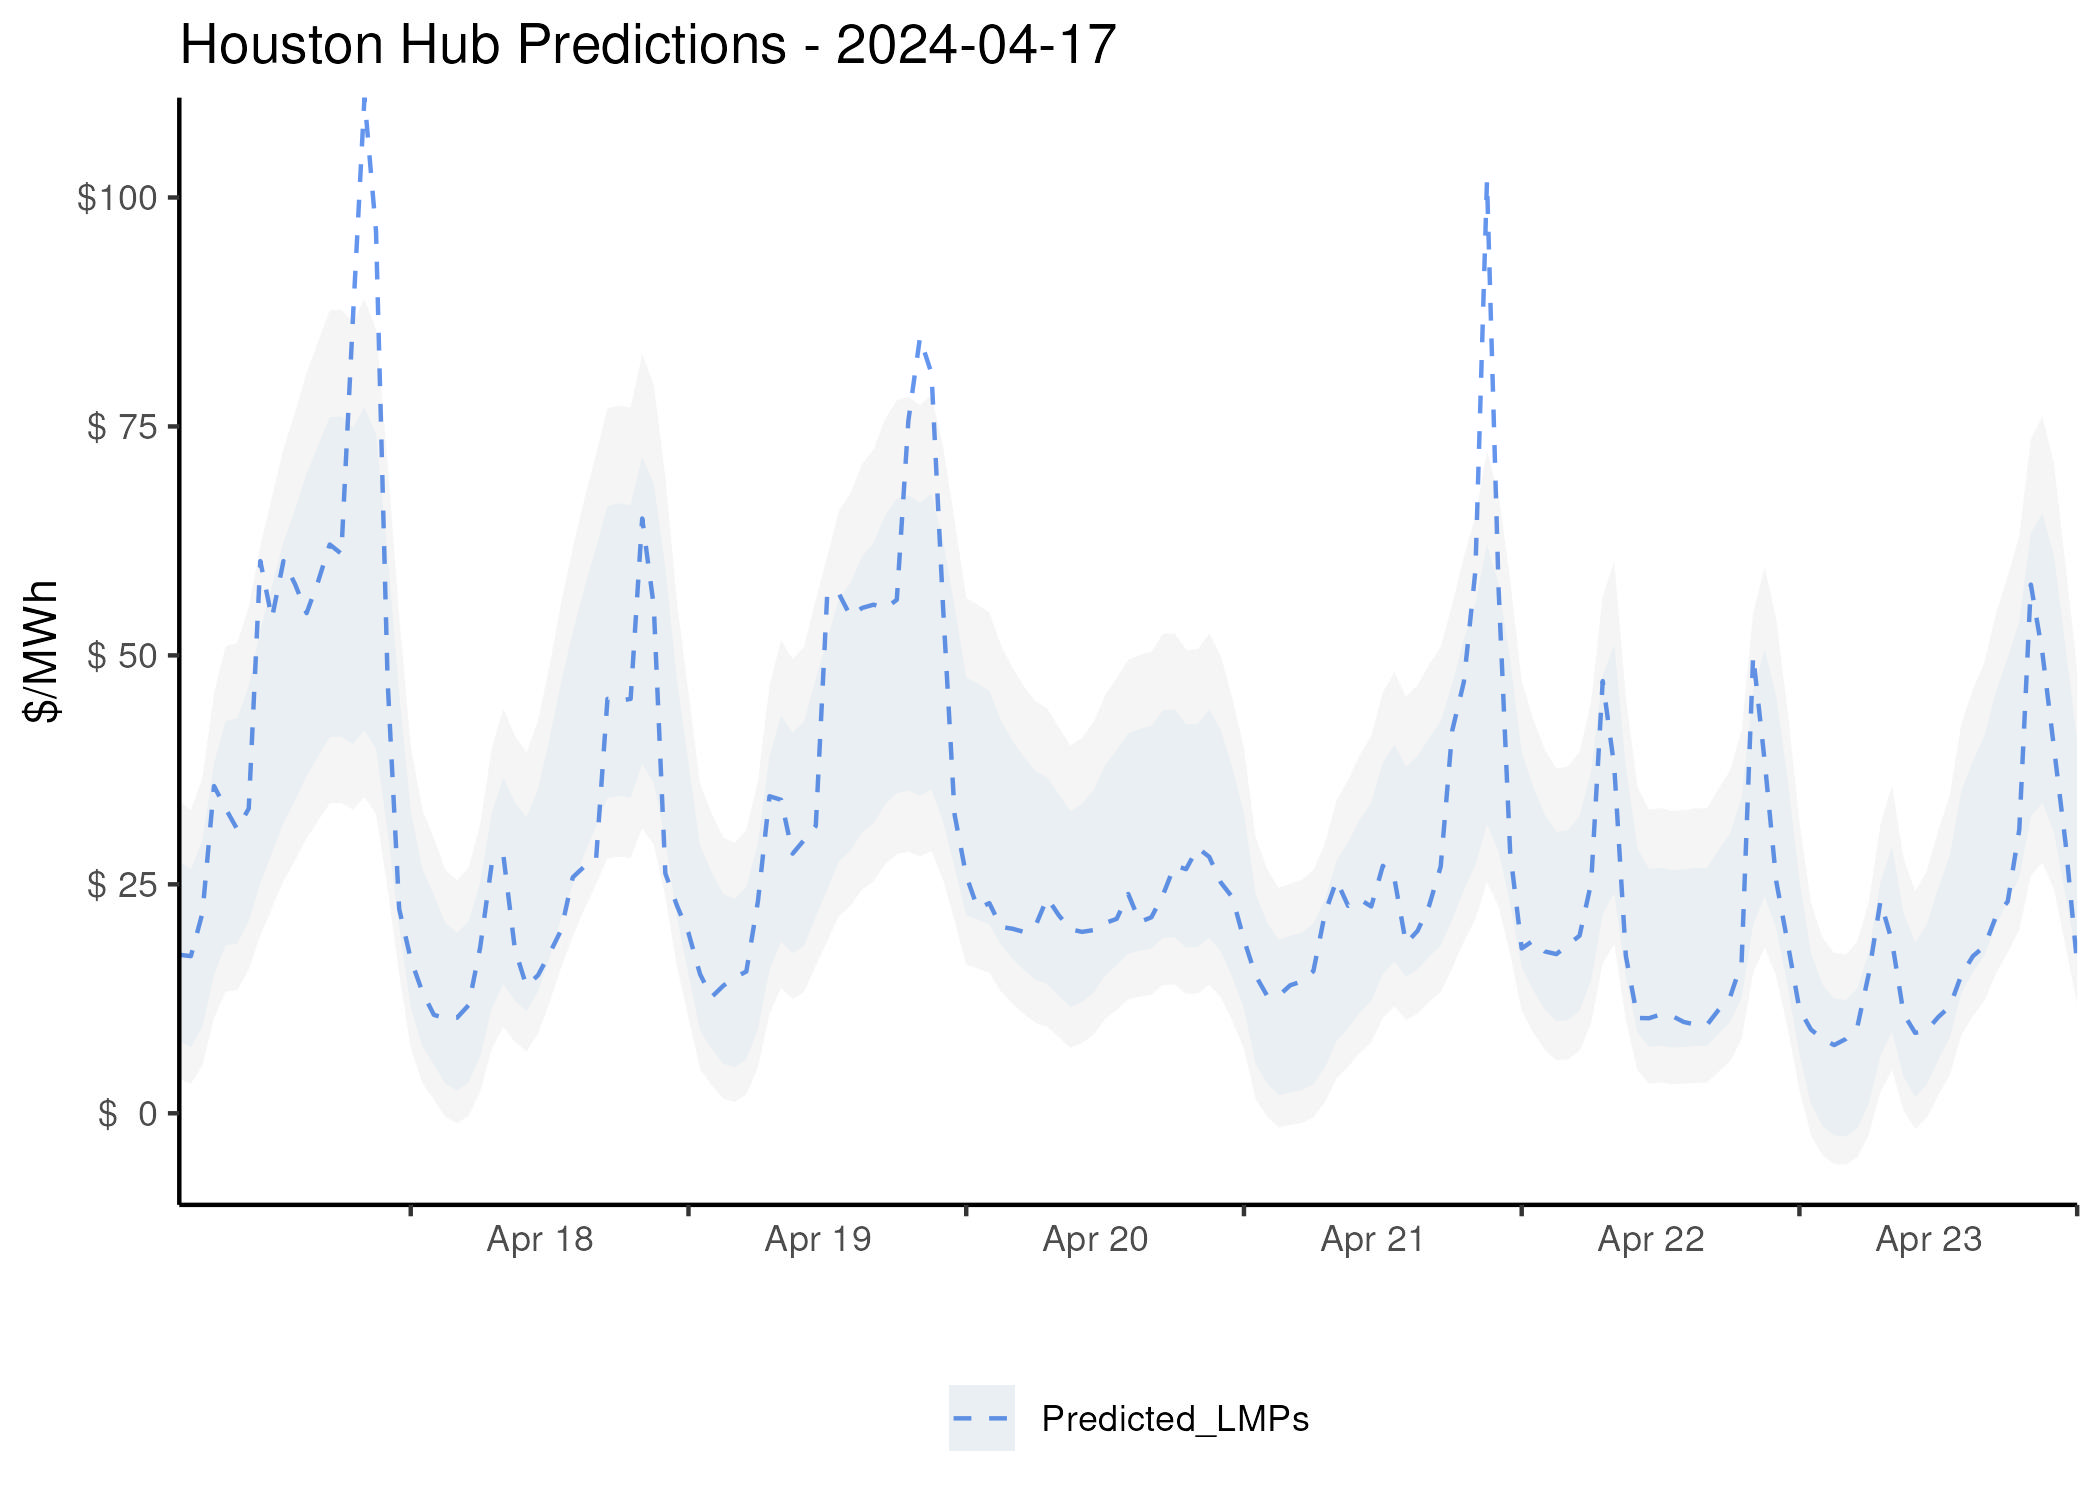 Houston Hub Predictions - 2024-04-17
$/MWh
$100
$ 75
$ 50
$ 25
$ 0
Apr 18 Apr 19 Apr 20 Apr 21 Apr 22 Apr 23
Predicted_LMPs